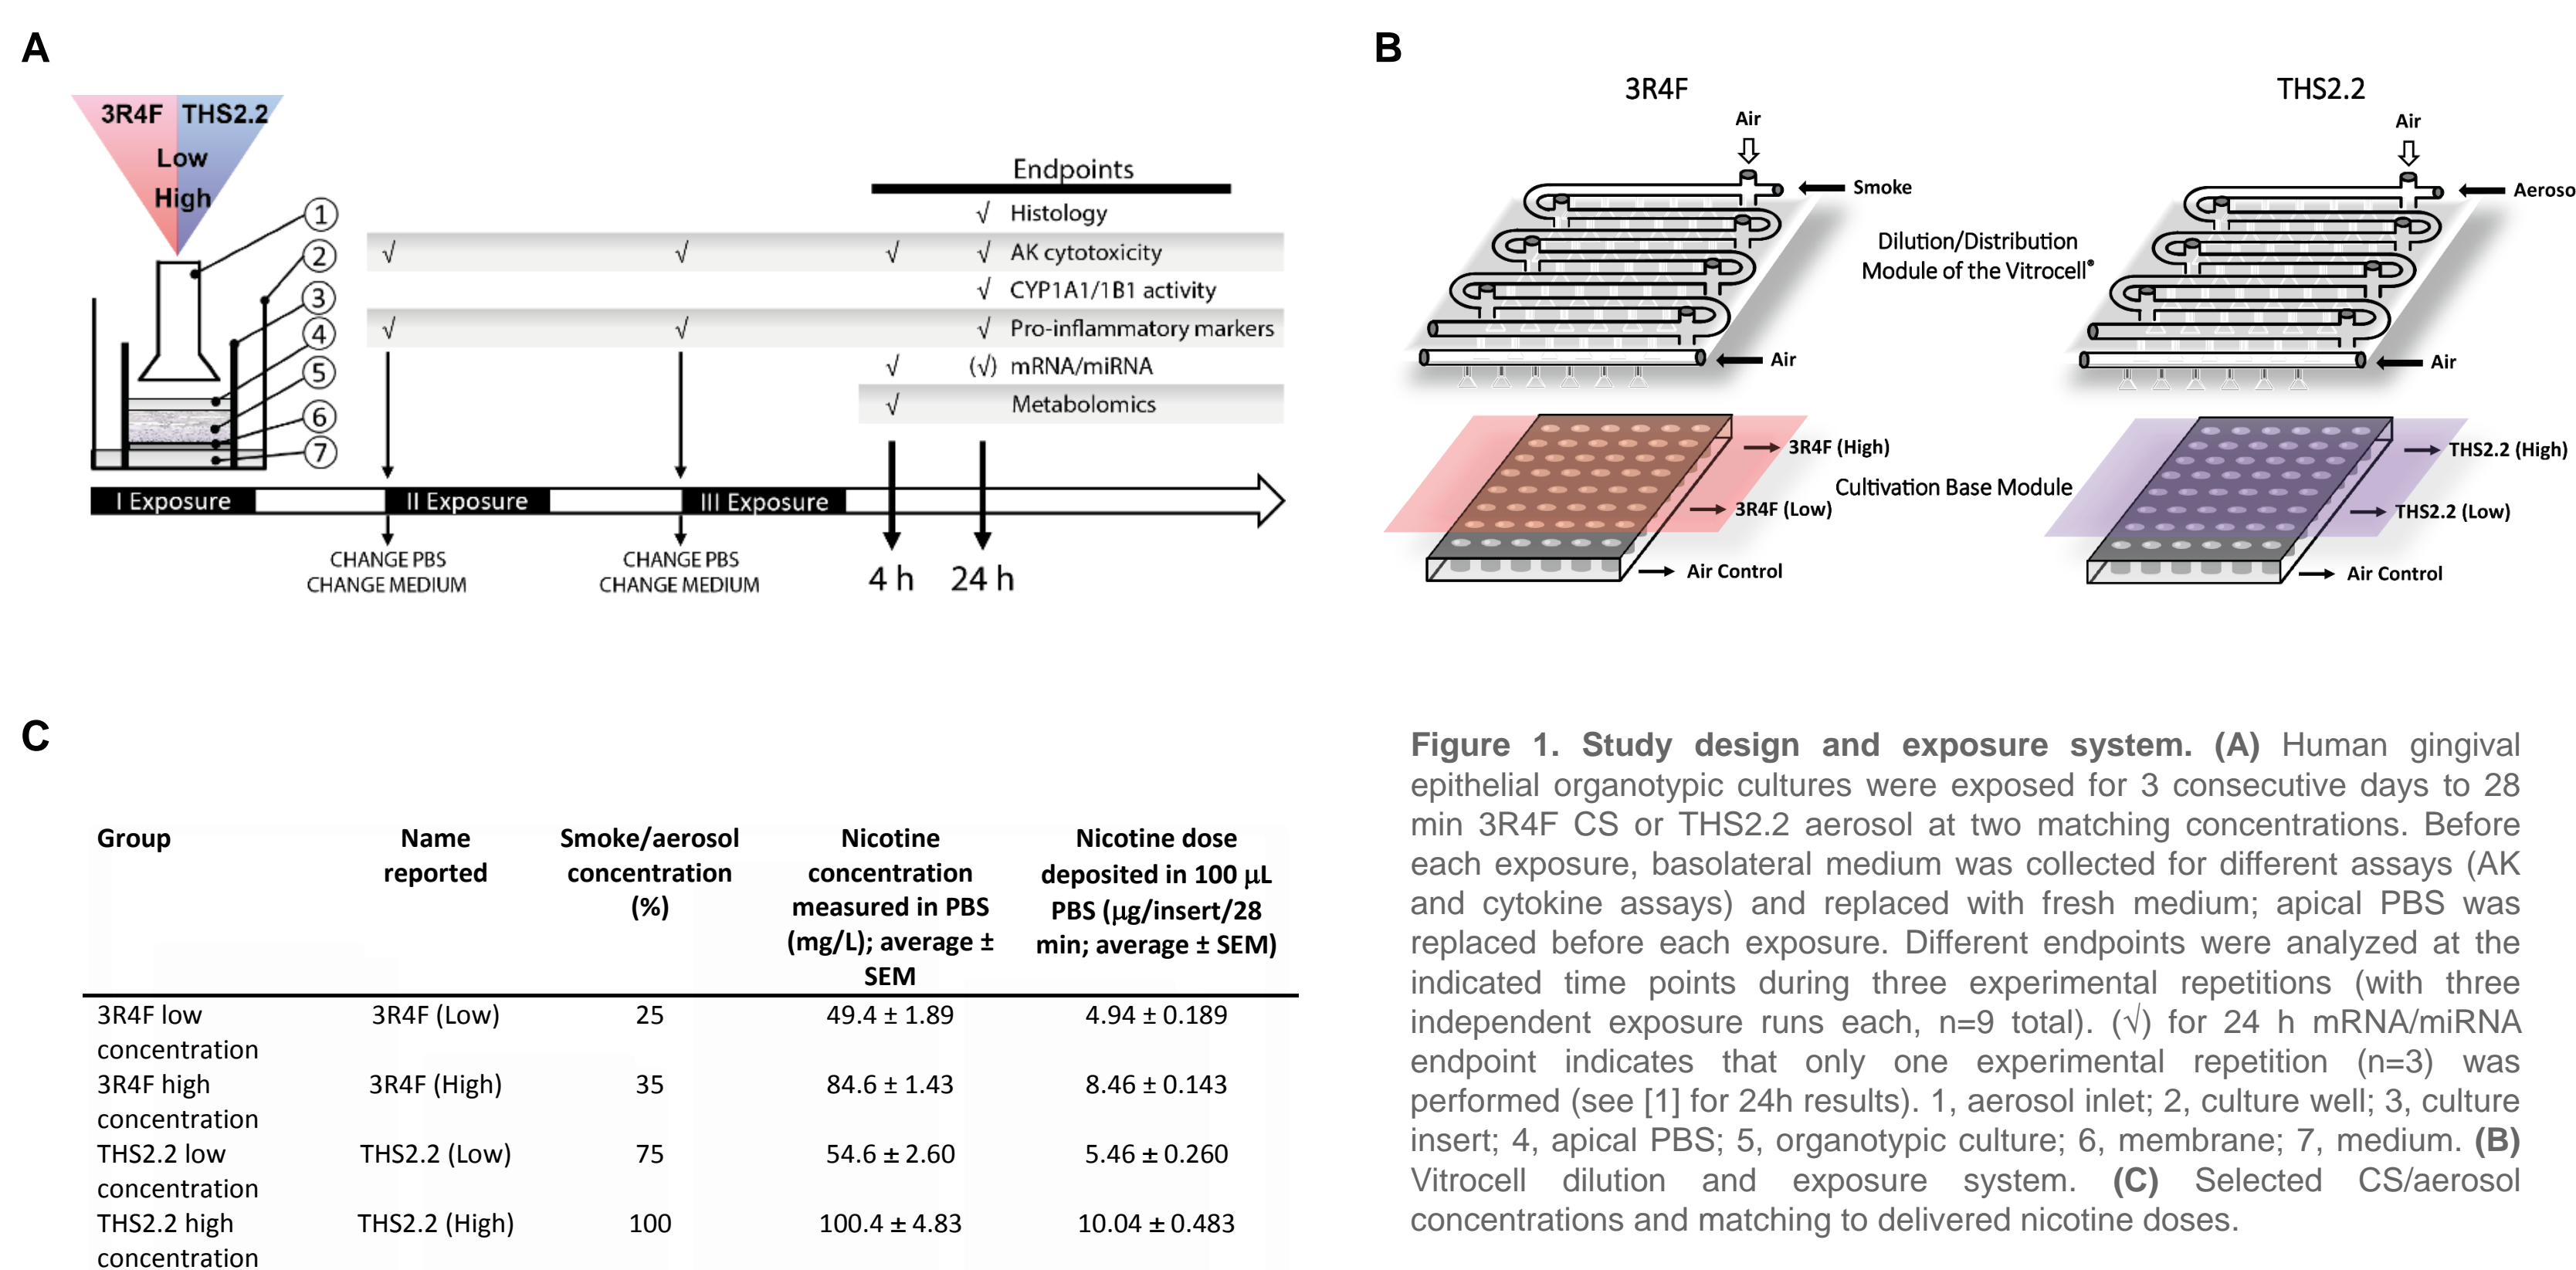 A
3R4F THS2.2
Low
High
1
2
3
4
5
6
7
Endpoints
√ Histology
√ √ √ √ AK cytotoxicity
√ CYP1A1/1B1 activity
√ √ √ Pro-inflammatory markers
√ (√) mRNA/miRNA
√ Metabolomics
I Exposure II Exposure III Exposure
CHANGE PBS
CHANGE MEDIUM
CHANGE PBS
CHANGE MEDIUM
4 h 24 h
B
3R4F
Air
Smoke
Dilution/Distribution
Module of the Vitrocell®
Air
3R4F (High)
Cultivation Base Module
3R4F (Low)
Air Control
THS2.2
Air
Aeroso
Air
THS2.2 (High)
THS2.2 (Low)
Air Control
C
Group Name Smoke/aerosol Nicotine Nicotine dose
reported concentration concentration deposited in 100 μL
(%) measured in PBS PBS (μg/insert/28
(mg/L); average ± min; average ± SEM)
SEM
3R4F low 3R4F (Low) 25 49.4 ± 1.89 4.94 ± 0.189
concentration
3R4F high 3R4F (High) 35 84.6 ± 1.43 8.46 ± 0.143
concentration
THS2.2 low THS2.2 (Low) 75 54.6 ± 2.60 5.46 ± 0.260
concentration
THS2.2 high THS2.2 (High) 100 100.4 ± 4.83 10.04 ± 0.483
concentration
Figure 1. Study design and exposure system. (A) Human gingival
epithelial organotypic cultures were exposed for 3 consecutive days to 28
min 3R4F CS or THS2.2 aerosol at two matching concentrations. Before
each exposure, basolateral medium was collected for different assays (AK
and cytokine assays) and replaced with fresh medium; apical PBS was
replaced before each exposure. Different endpoints were analyzed at the
indicated time points during three experimental repetitions (with three
independent exposure runs each, n=9 total). (√) for 24 h mRNA/miRNA
endpoint indicates that only one experimental repetition (n=3) was
performed (see [1] for 24h results). 1, aerosol inlet; 2, culture well; 3, culture
insert; 4, apical PBS; 5, organotypic culture; 6, membrane; 7, medium. (B)
Vitrocell dilution and exposure system. (C) Selected CS/aerosol
concentrations and matching to delivered nicotine doses.